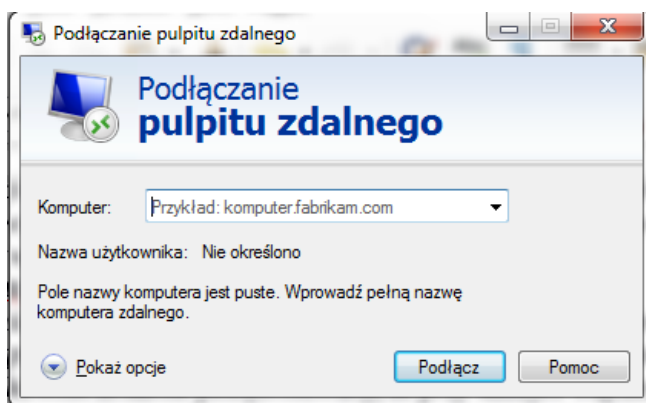 Podłączanie pulpitu zdalnego
Podłączanie
pulpitu zdalnego
Komputer: Przykład: komputer.fabrikam.com
Nazwa użytkownika: Nie określono
Pole nazwy komputera jest puste. Wprowadź pełną nazwę
komputera zdalnego.
Pokaż opcje Podłącz Pomoc